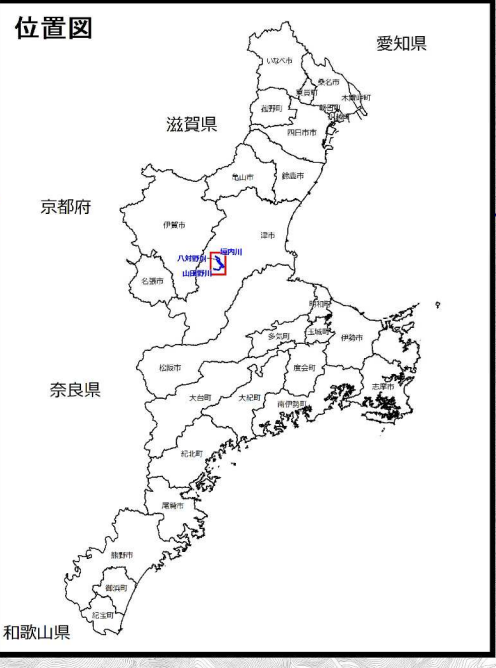 位置図
愛知県
いなべ市
桑名市
東員町
木曽岬町
菰野町
朝日町
川越町
四日市市
滋賀県
亀山市
鈴鹿市
京都府
伊賀市
津市
垣内川
八対野川
山田野川
名張市
明和町
玉城町
伊勢市
多気町
松阪市
度会町
奈良県
志摩市
大台町
大紀町
南伊勢町
紀北町
尾鷲市
熊野市
御浜町
紀宝町
和歌山県